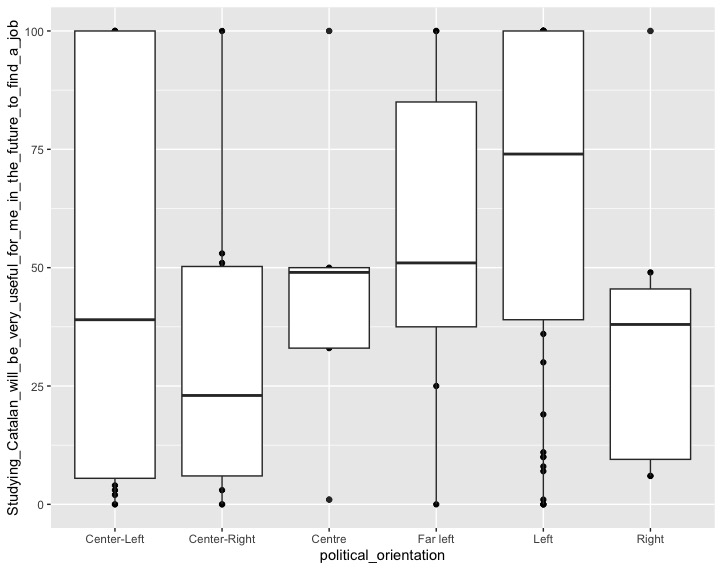 Studying_Catalan_will_be_very_useful_for_me_in_the_future_to_find_a_job
100
75
50
25
0
Center-Left Center-Right Centre Far left Left Right
political_orientation